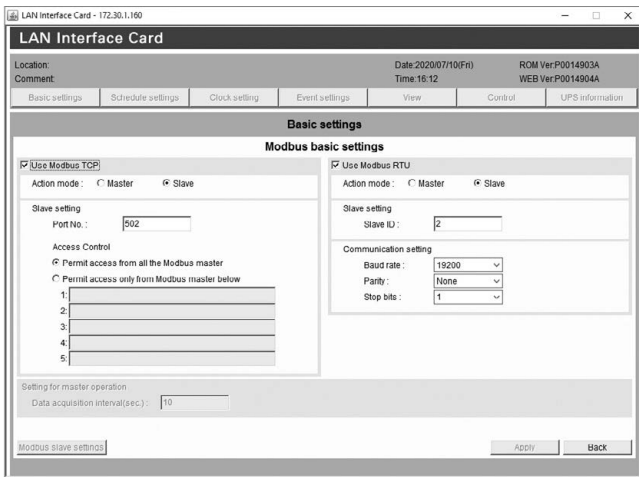 LAN Interface Card - 172.30.1.160
LAN Interface Card
Location:
Date:2020/07/10(Fri)
ROM Ver:P0014903A
Comment:
Time:16:12
WEB Ver:P0014904A
Basic settings
Schedule settings
Clock setting
Event settings
View
Control
UPS information
Basic settings
Modbus basic settings
Use Modbus TCP
Action mode :
Master
Slave
Slave setting
Port No. :
502
Access Control
Permit access from all the Modbus master
Permit access only from Modbus master below
1:
2:
3:
4:
5:
Use Modbus RTU
Action mode :
Master
Slave
Slave setting
Slave ID :
2
Communication setting
Baud rate :
19200
Parity :
None
Stop bits :
1
Setting for master operation
Data acquisition interval(sec.) :
10
Modbus slave settings
Apply
Back